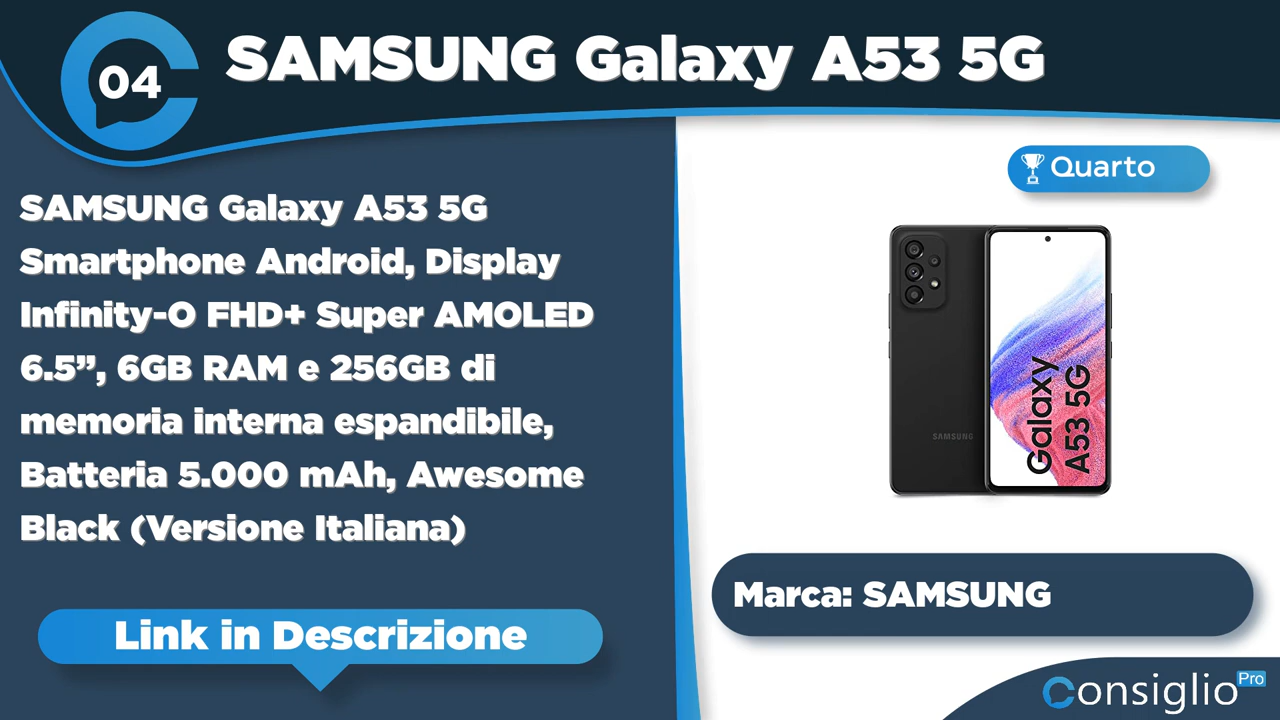 04
SAMSUNG Galaxy A53 5G
Quarto
SAMSUNG Galaxy A53 5G
Smartphone Android, Display
Infinity-O FHD+ Super AMOLED
6.5”, 6GB RAM e 256GB di
memoria interna espandibile,
Batteria 5.000 mAh, Awesome
Black (Versione Italiana)
SAMSUNG
Galaxy
A53 5G
Marca: SAMSUNG
Link in Descrizione
Consiglio Pro